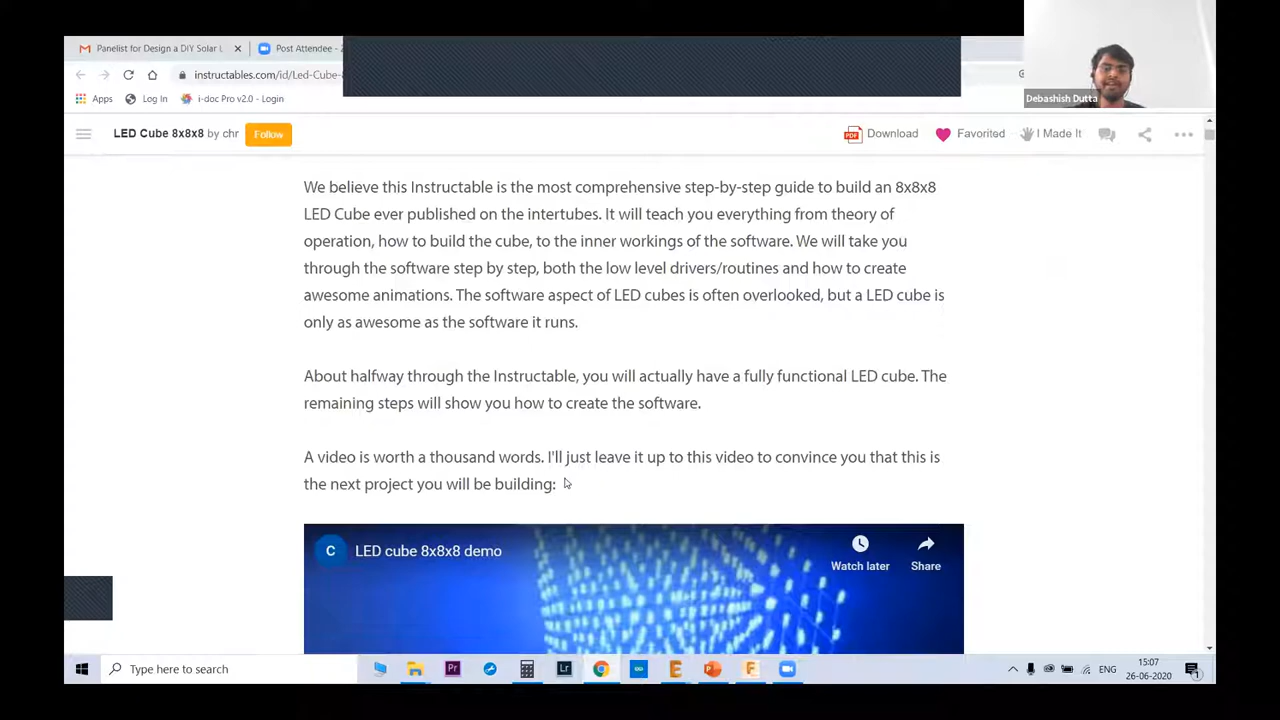 Panelist for Design a DIY Solar L
Post Attendee - Z
instructables.com/id/Led-Cube-
Apps
Log In
i-doc Pro v2.0 - Login
Debashish Dutta
LED Cube 8x8x8 by chr
Follow
PDF
Download
Favorited
I Made It
We believe this Instructable is the most comprehensive step-by-step guide to build an 8x8x8
LED Cube ever published on the intertubes. It will teach you everything from theory of
operation, how to build the cube, to the inner workings of the software. We will take you
through the software step by step, both the low level drivers/routines and how to create
awesome animations. The software aspect of LED cubes is often overlooked, but a LED cube is
only as awesome as the software it runs.
About halfway through the Instructable, you will actually have a fully functional LED cube. The
remaining steps will show you how to create the software.
A video is worth a thousand words. I'll just leave it up to this video to convince you that this is
the next project you will be building:
C
LED cube 8x8x8 demo
Watch later
Share
Type here to search
Pr
Lr
ENG
15:07
26-06-2020